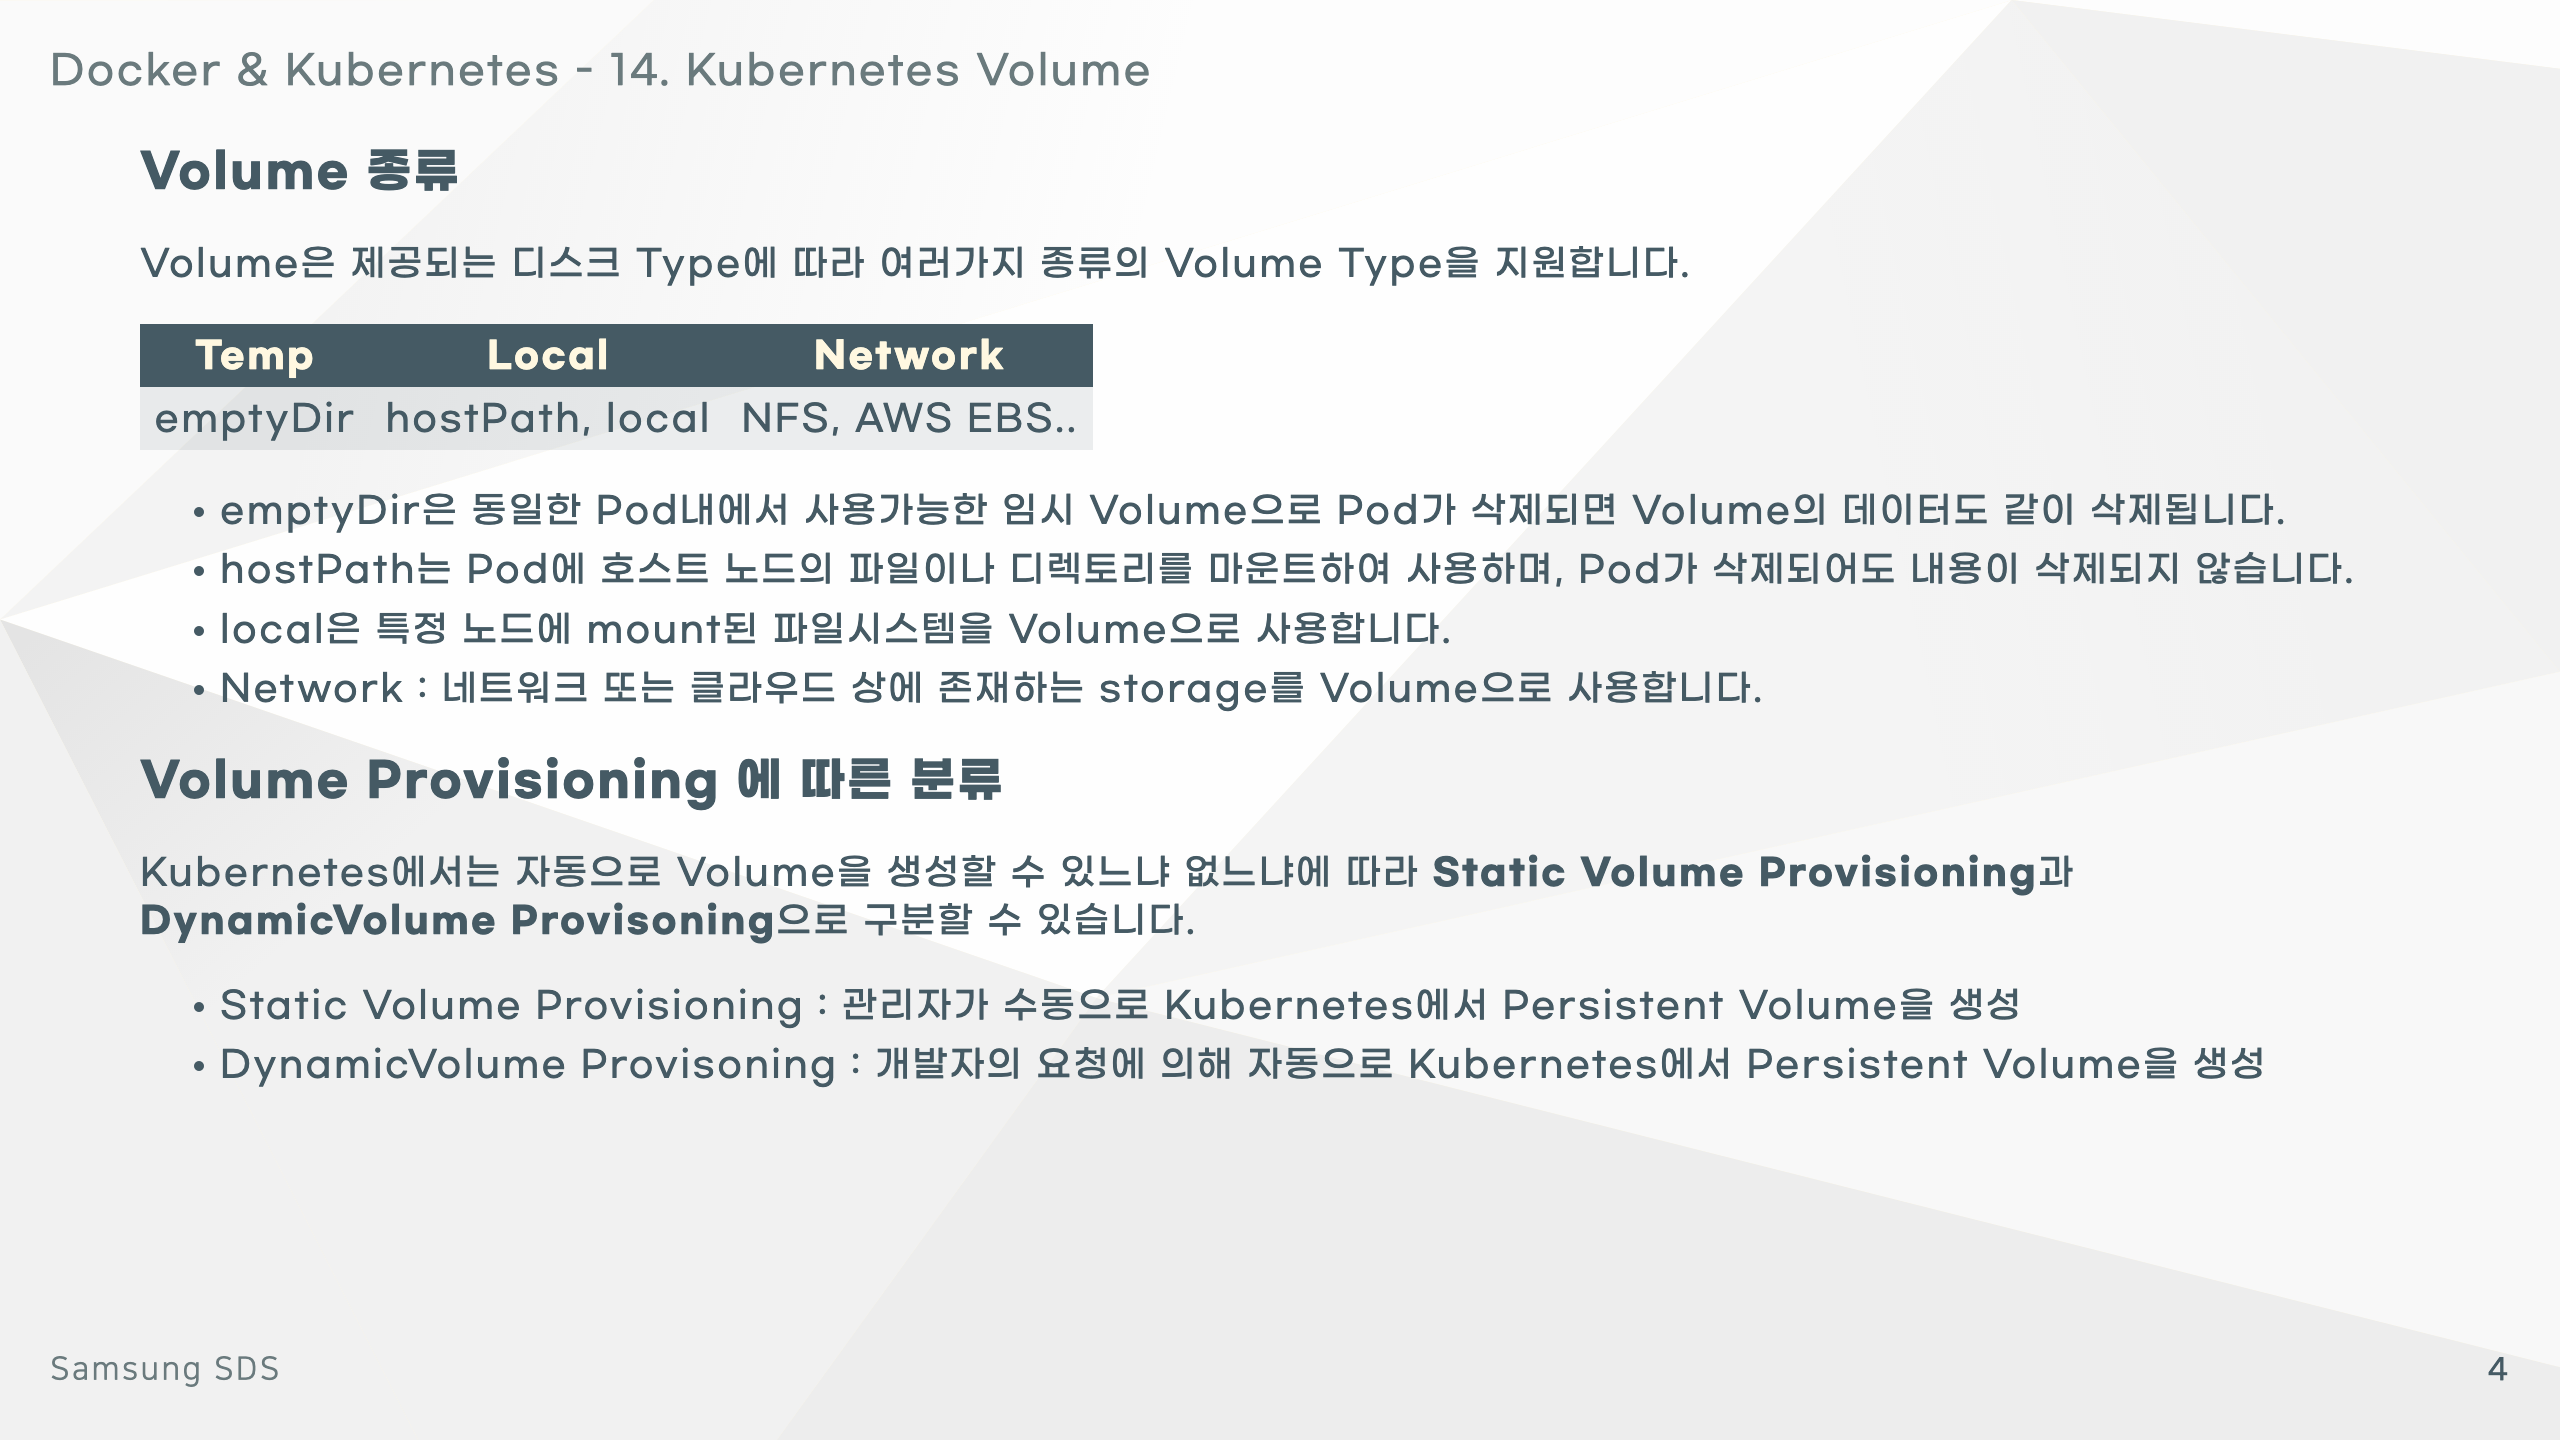 Docker & Kubernetes - 14. Kubernetes Volume
Volume 종류
Volume은 제공되는 디스크 Type에 따라 여러가지 종류의 Volume Type을 지원합니다.
Temp Local Network
emptyDir hostPath, local NFS, AWS EBS..
• emptyDir은 동일한 Pod내에서 사용가능한 임시 Volume으로 Pod가 삭제되면 Volume의 데이터도 같이 삭제됩니다.
• hostPath는 Pod에 호스트 노드의 파일이나 디렉토리를 마운트하여 사용하며, Pod가 삭제되어도 내용이 삭제되지 않습니다.
• local은 특정 노드에 mount된 파일시스템을 Volume으로 사용합니다.
• Network : 네트워크 또는 클라우드 상에 존재하는 storage를 Volume으로 사용합니다.
Volume Provisioning 에 따른 분류
Kubernetes에서는 자동으로 Volume을 생성할 수 있느냐 없느냐에 따라 Static Volume Provisioning과
DynamicVolume Provisoning으로 구분할 수 있습니다.
• Static Volume Provisioning : 관리자가 수동으로 Kubernetes에서 Persistent Volume을 생성
• DynamicVolume Provisoning : 개발자의 요청에 의해 자동으로 Kubernetes에서 Persistent Volume을 생성
Samsung SDS
4